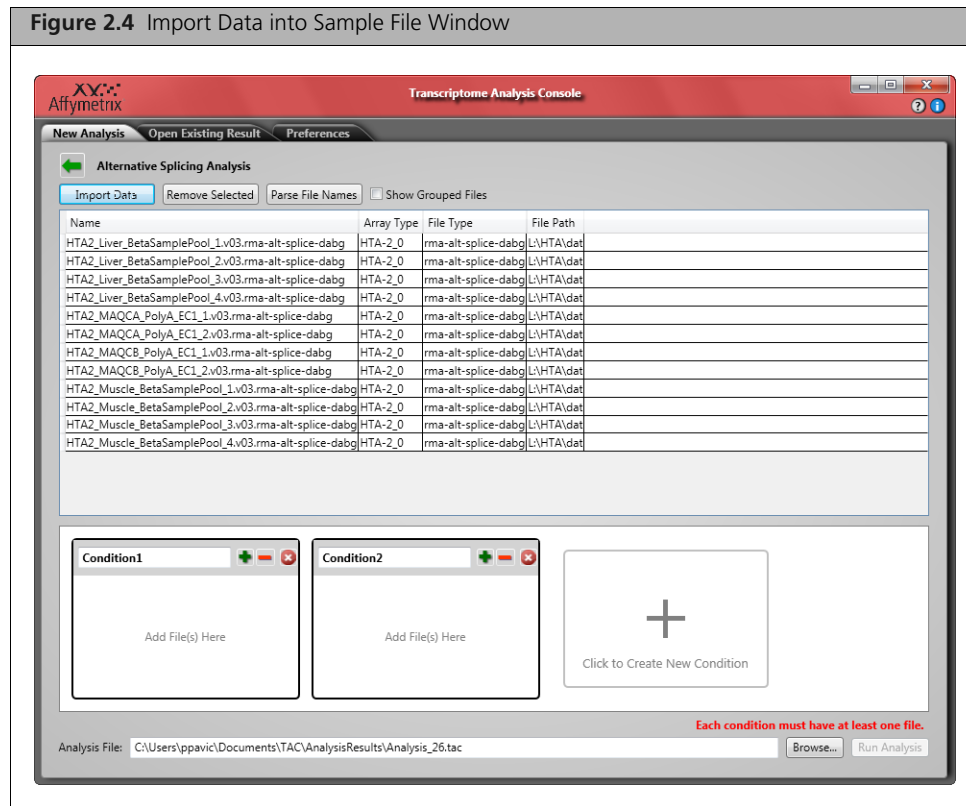 Figure 2.4 Import Data into Sample File Window
Affymetrix
Transcriptome Analysis Console
New Analysis Open Existing Result Preferences
Alternative Splicing Analysis
Import Data Remove Selected Parse File Names Show Grouped Files
Name Array Type File Type File Path
HTA2_Liver_BetaSamplePool_1.v03.rma-alt-splice-dabg HTA-2_0 rma-alt-splice-dabg L:\HTA\dat
HTA2_Liver_BetaSamplePool_2.v03.rma-alt-splice-dabg HTA-2_0 rma-alt-splice-dabg L:\HTA\dat
HTA2_Liver_BetaSamplePool_3.v03.rma-alt-splice-dabg HTA-2_0 rma-alt-splice-dabg L:\HTA\dat
HTA2_Liver_BetaSamplePool_4.v03.rma-alt-splice-dabg HTA-2_0 rma-alt-splice-dabg L:\HTA\dat
HTA2_MAQCA_PolyA_EC1_1.v03.rma-alt-splice-dabg HTA-2_0 rma-alt-splice-dabg L:\HTA\dat
HTA2_MAQCA_PolyA_EC1_2.v03.rma-alt-splice-dabg HTA-2_0 rma-alt-splice-dabg L:\HTA\dat
HTA2_MAQCB_PolyA_EC1_1.v03.rma-alt-splice-dabg HTA-2_0 rma-alt-splice-dabg L:\HTA\dat
HTA2_MAQCB_PolyA_EC1_2.v03.rma-alt-splice-dabg HTA-2_0 rma-alt-splice-dabg L:\HTA\dat
HTA2_Muscle_BetaSamplePool_1.v03.rma-alt-splice-dabg HTA-2_0 rma-alt-splice-dabg L:\HTA\dat
HTA2_Muscle_BetaSamplePool_2.v03.rma-alt-splice-dabg HTA-2_0 rma-alt-splice-dabg L:\HTA\dat
HTA2_Muscle_BetaSamplePool_3.v03.rma-alt-splice-dabg HTA-2_0 rma-alt-splice-dabg L:\HTA\dat
HTA2_Muscle_BetaSamplePool_4.v03.rma-alt-splice-dabg HTA-2_0 rma-alt-splice-dabg L:\HTA\dat
Condition1 Condition2
Add File(s) Here Add File(s) Here
Click to Create New Condition
Each condition must have at least one file.
Analysis File: C:\Users\ppavic\Documents\TAC\AnalysisResults\Analysis_26.tac Browse... Run Analysis